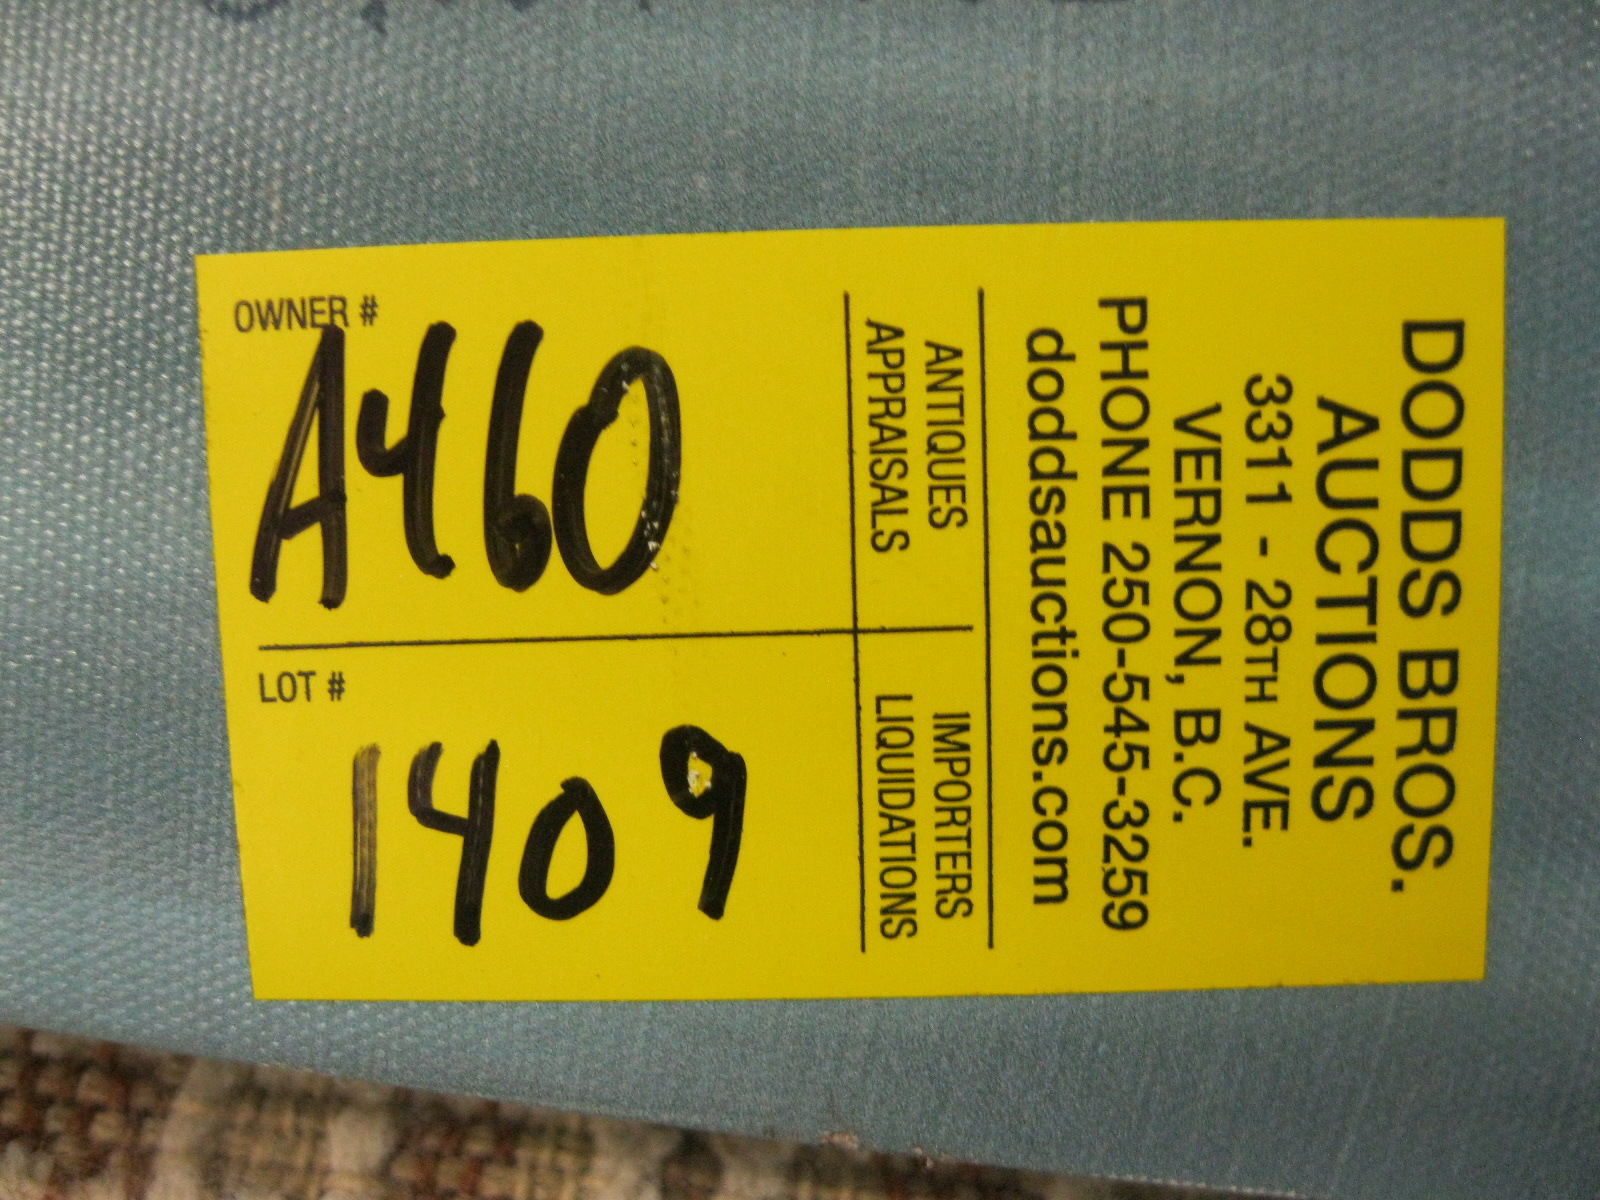 DODDS BROS.
AUCTIONS
3311 - 28TH AVE.
VERNON, B.C.
PHONE 250-545-3259
doddsauctions.com
ANTIQUES
APPRAISALS
IMPORTERS
LIQUIDATIONS
OWNER #
A460
LOT #
1409